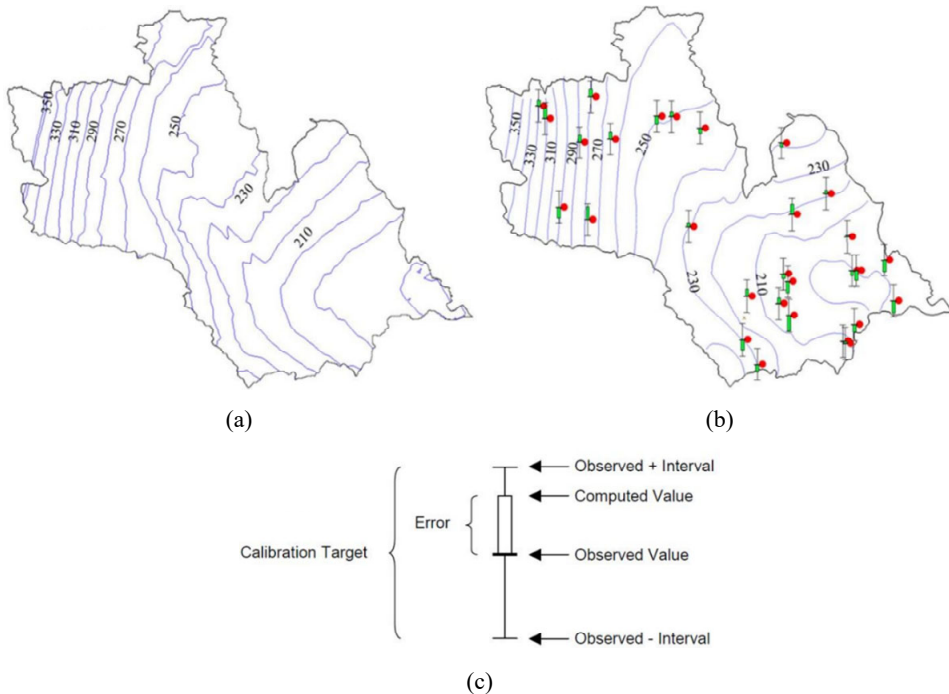 350
330
310
290
270
250
230
210
(a)
350
330
310
290
270
250
230
230
210
(b)
Calibration Target
Error
Observed + Interval
Computed Value
Observed Value
Observed - Interval
(c)